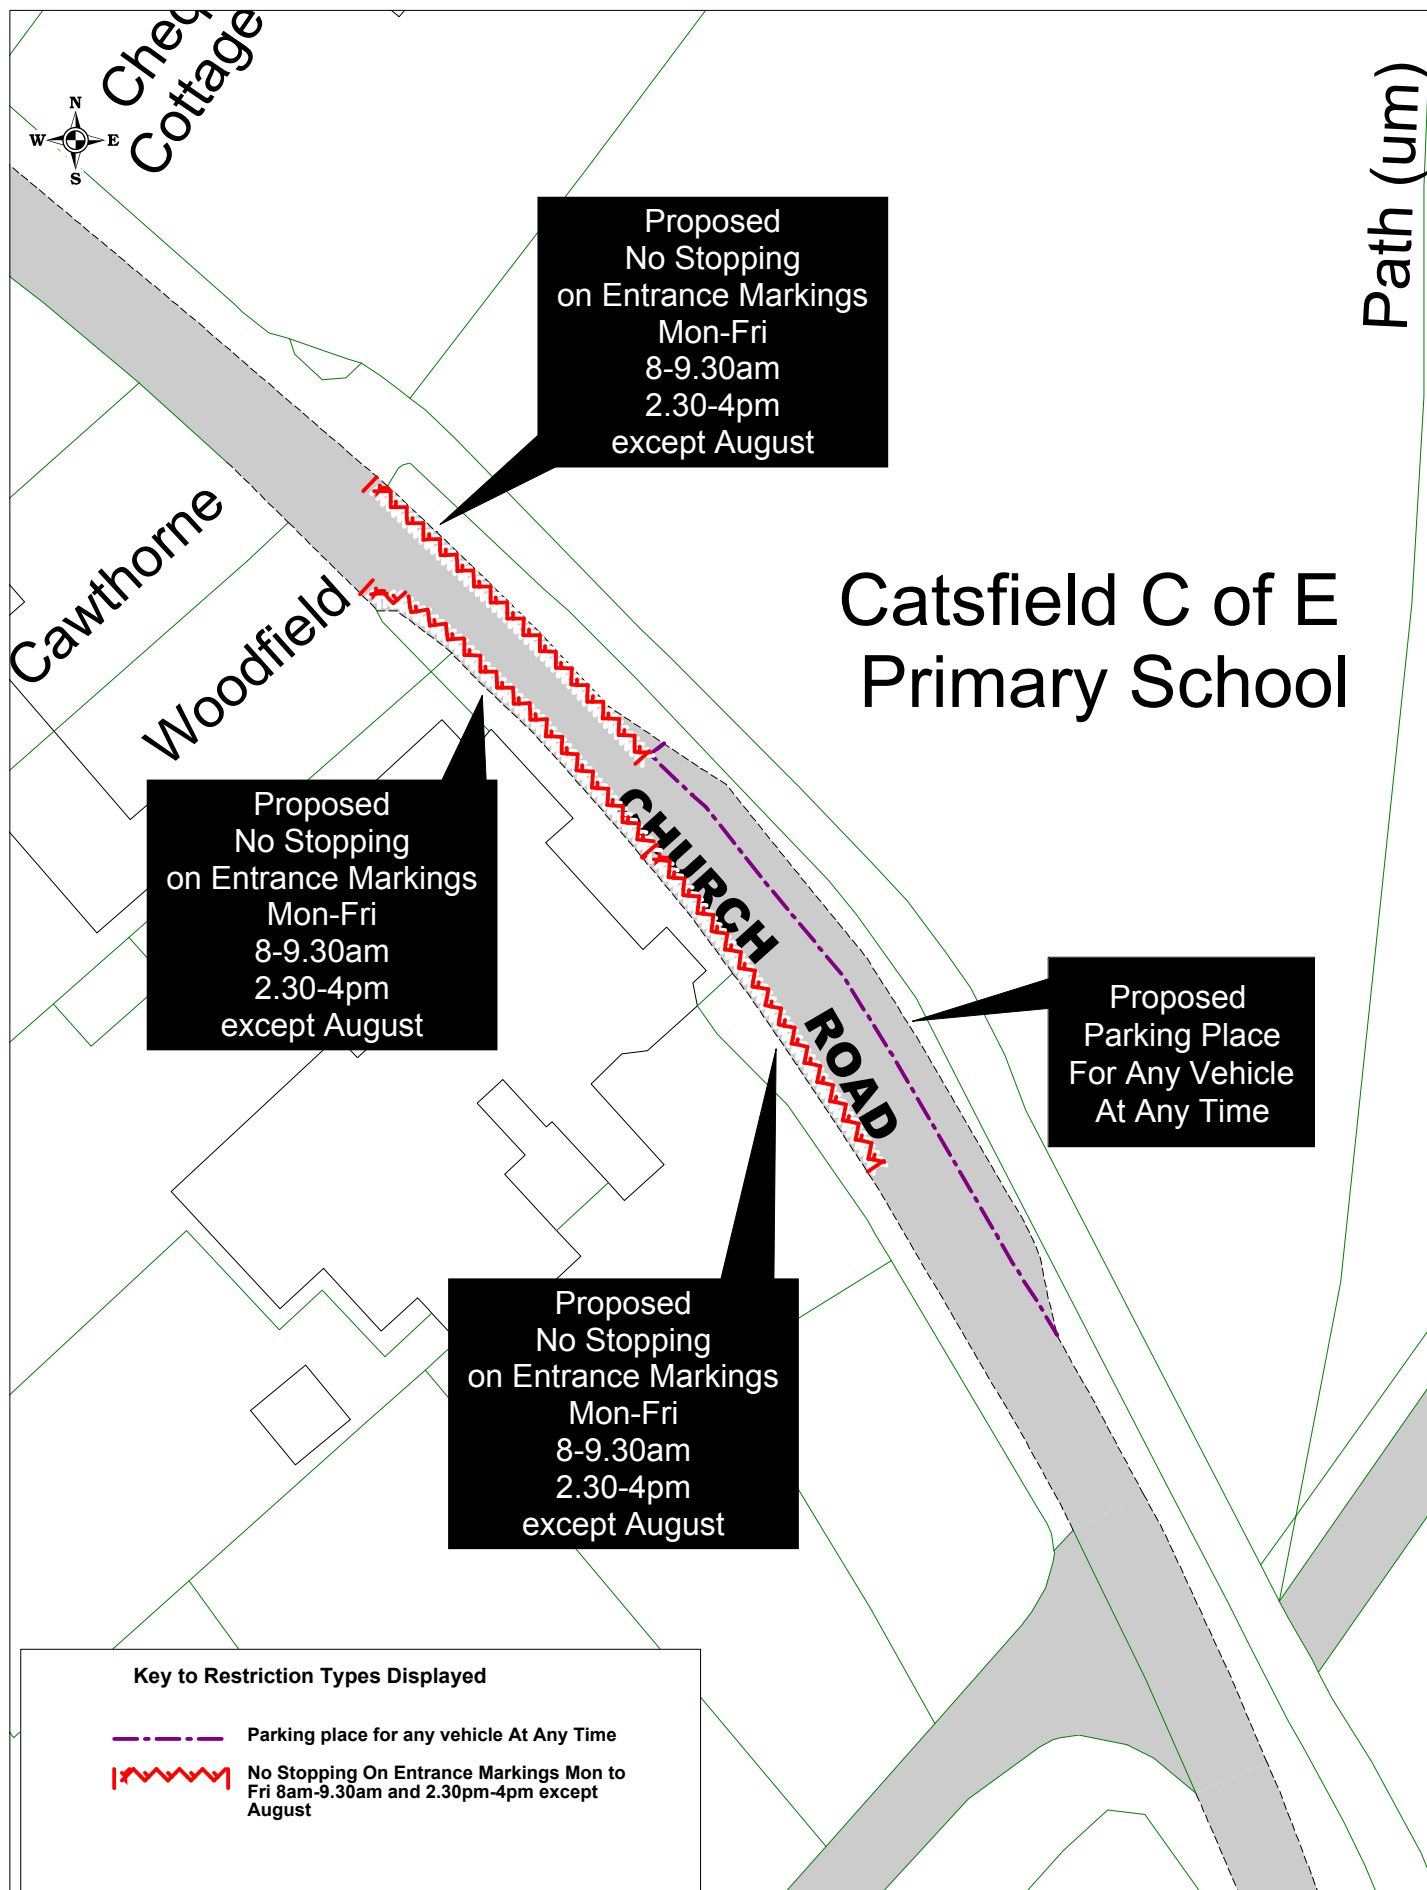 Cottage
N
W
E
S
Path (um)
Proposed
No Stopping
on Entrance Markings
Mon-Fri
8-9.30am
2.30-4pm
except August
Cawthorne
Woodfield
Catsfield C of E
Primary School
Proposed
No Stopping
on Entrance Markings
Mon-Fri
8-9.30am
2.30-4pm
except August
CHURCH
ROAD
Proposed
Parking Place
For Any Vehicle
At Any Time
Proposed
No Stopping
on Entrance Markings
Mon-Fri
8-9.30am
2.30-4pm
except August
Key to Restriction Types Displayed
Parking place for any vehicle At Any Time
No Stopping On Entrance Markings Mon to
Fri 8am-9.30am and 2.30pm-4pm except
August